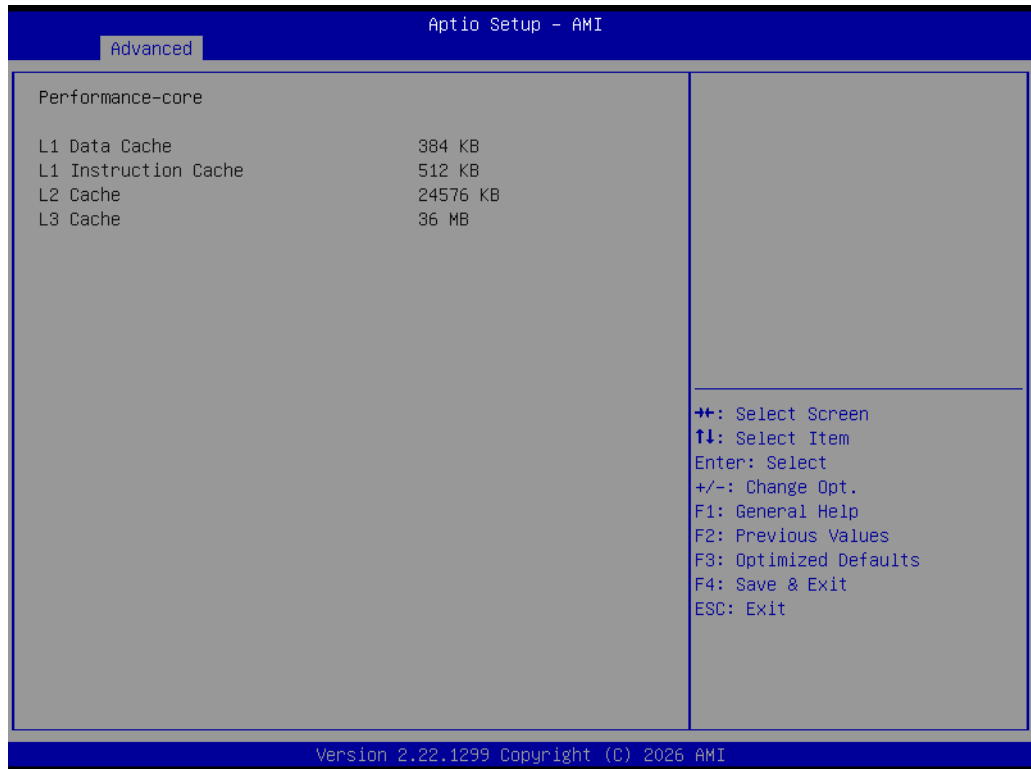 Aptio Setup - AMI
Advanced
Performance-core
L1 Data Cache 384 KB
L1 Instruction Cache 512 KB
L2 Cache 24576 KB
L3 Cache 36 MB
→←: Select Screen
↑↓: Select Item
Enter: Select
+/-: Change Opt.
F1: General Help
F2: Previous Values
F3: Optimized Defaults
F4: Save & Exit
ESC: Exit
Version 2.22.1299 Copyright (C) 2026 AMI